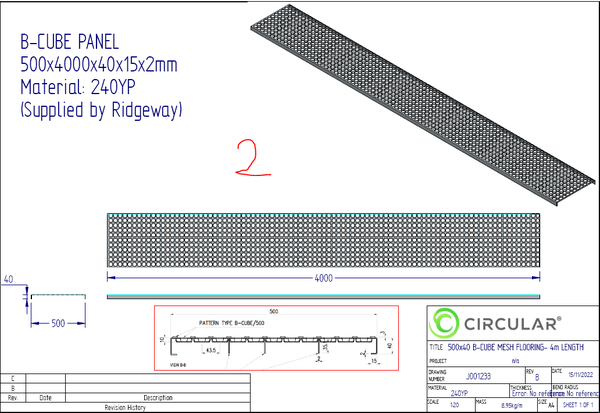 B-CUBE PANEL
500x4000x40x15x2mm
Material: 240YP
(Supplied by Ridgeway)
2
4000
40
500
500
PATTERN TYPE B-CUBE/500
10
43.5
2
35
2
15
40
VIEW B-B
CIRCULAR®
TITLE 500x40 B-CUBE MESH FLOORING- 4m LENGTH
PROJECT n/a
DRAWING NUMBER J001233
REV B
DATE 15/11/2022
MATERIAL 240YP
THICKNESS Error: No reference
BEND RADIUS Error: No reference
SCALE 1:20
MASS 8.95kg/m
SIZE A4
SHEET 1 OF 1
C
B
Rev. Date Description
Revision History